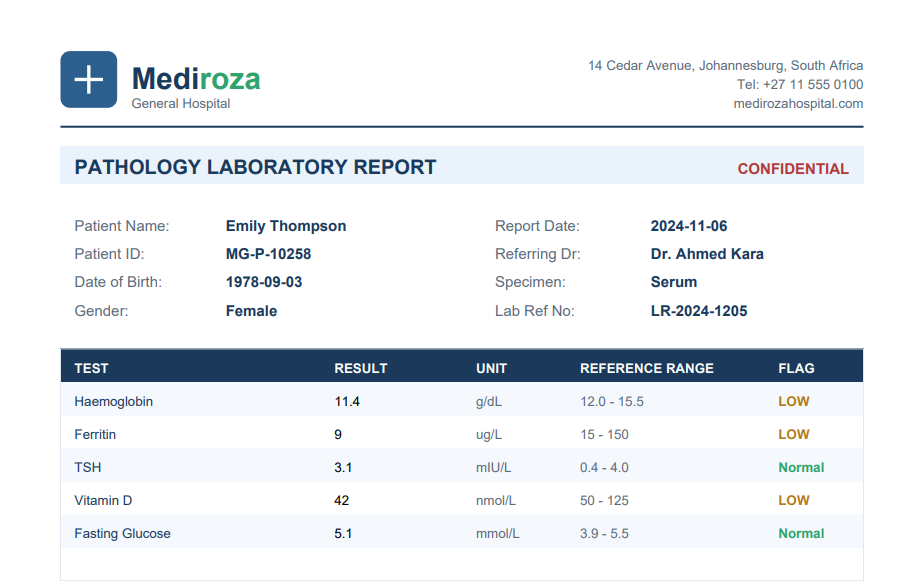 Mediroza
General Hospital
14 Cedar Avenue, Johannesburg, South Africa
Tel: +27 11 555 0100
medirozahospital.com
PATHOLOGY LABORATORY REPORT CONFIDENTIAL
Patient Name: Emily Thompson Report Date: 2024-11-06
Patient ID: MG-P-10258 Referring Dr: Dr. Ahmed Kara
Date of Birth: 1978-09-03 Specimen: Serum
Gender: Female Lab Ref No: LR-2024-1205
TEST RESULT UNIT REFERENCE RANGE FLAG
Haemoglobin 11.4 g/dL 12.0 - 15.5 LOW
Ferritin 9 ug/L 15 - 150 LOW
TSH 3.1 mIU/L 0.4 - 4.0 Normal
Vitamin D 42 nmol/L 50 - 125 LOW
Fasting Glucose 5.1 mmol/L 3.9 - 5.5 Normal